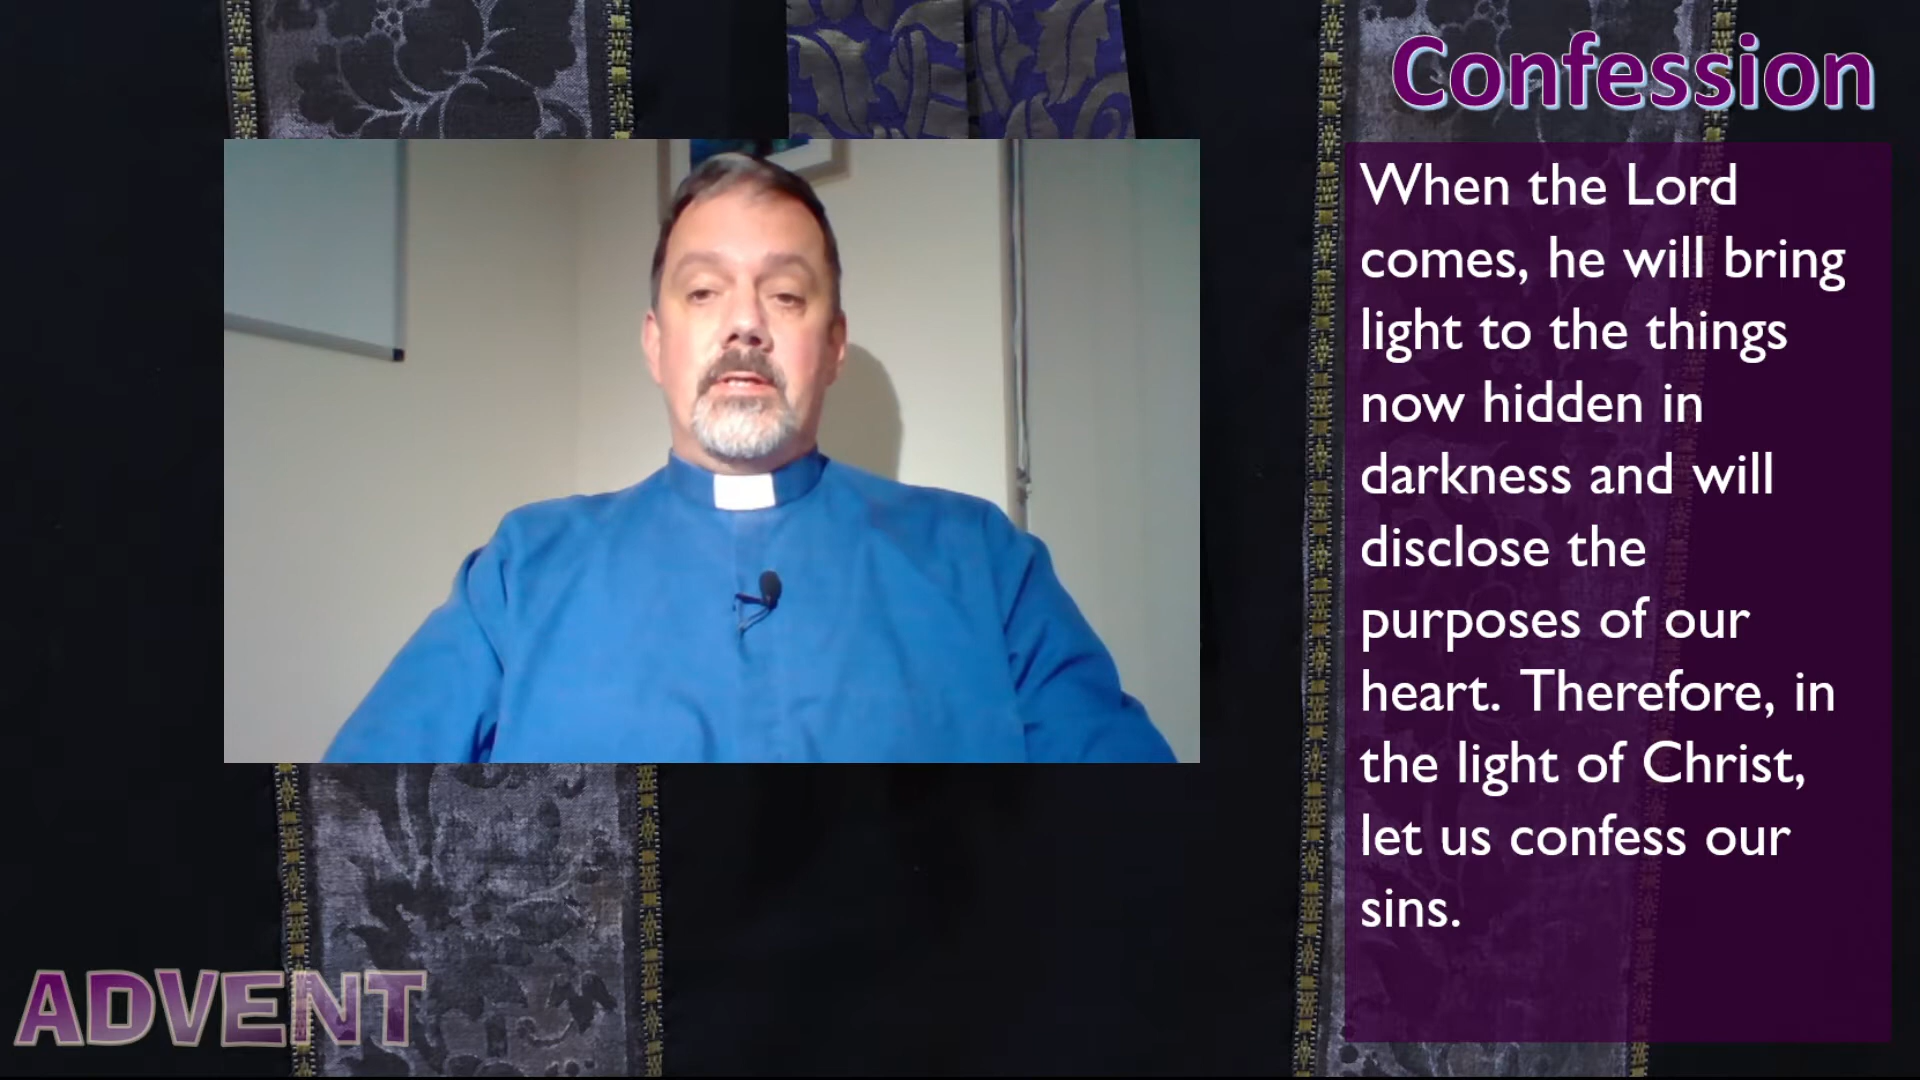 Confession
When the Lord
comes, he will bring
light to the things
now hidden in
darkness and will
disclose the
purposes of our
heart. Therefore, in
the light of Christ,
let us confess our
sins.
ADVENT